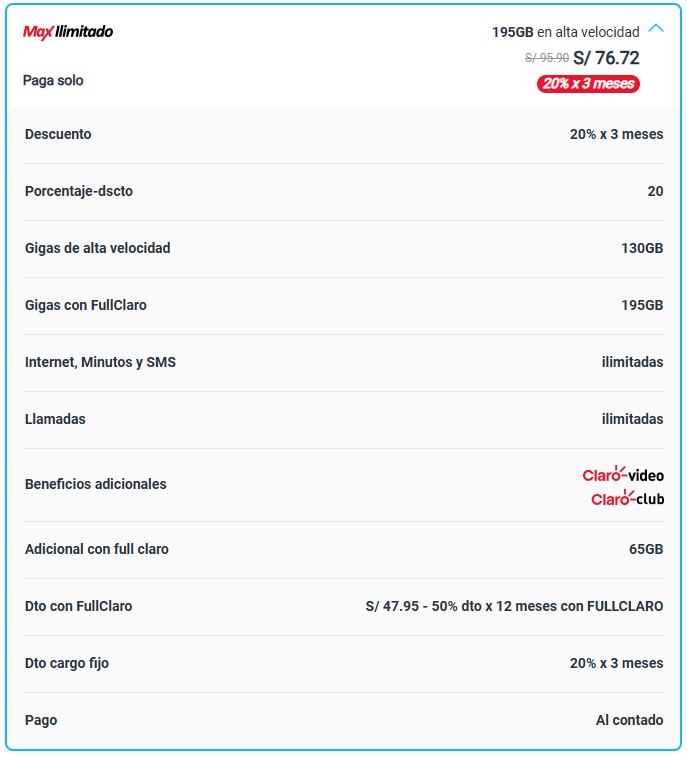 Max Ilimitado
195GB en alta velocidad
S/ 95.90 S/ 76.72
Paga solo
20% x 3 meses
Descuento 20% x 3 meses
Porcentaje-dscto 20
Gigas de alta velocidad 130GB
Gigas con FullClaro 195GB
Internet, Minutos y SMS ilimitadas
Llamadas ilimitadas
Beneficios adicionales
Claro-video
Claro-club
Adicional con full claro 65GB
Dto con FullClaro S/ 47.95 - 50% dto x 12 meses con FULLCLARO
Dto cargo fijo 20% x 3 meses
Pago Al contado